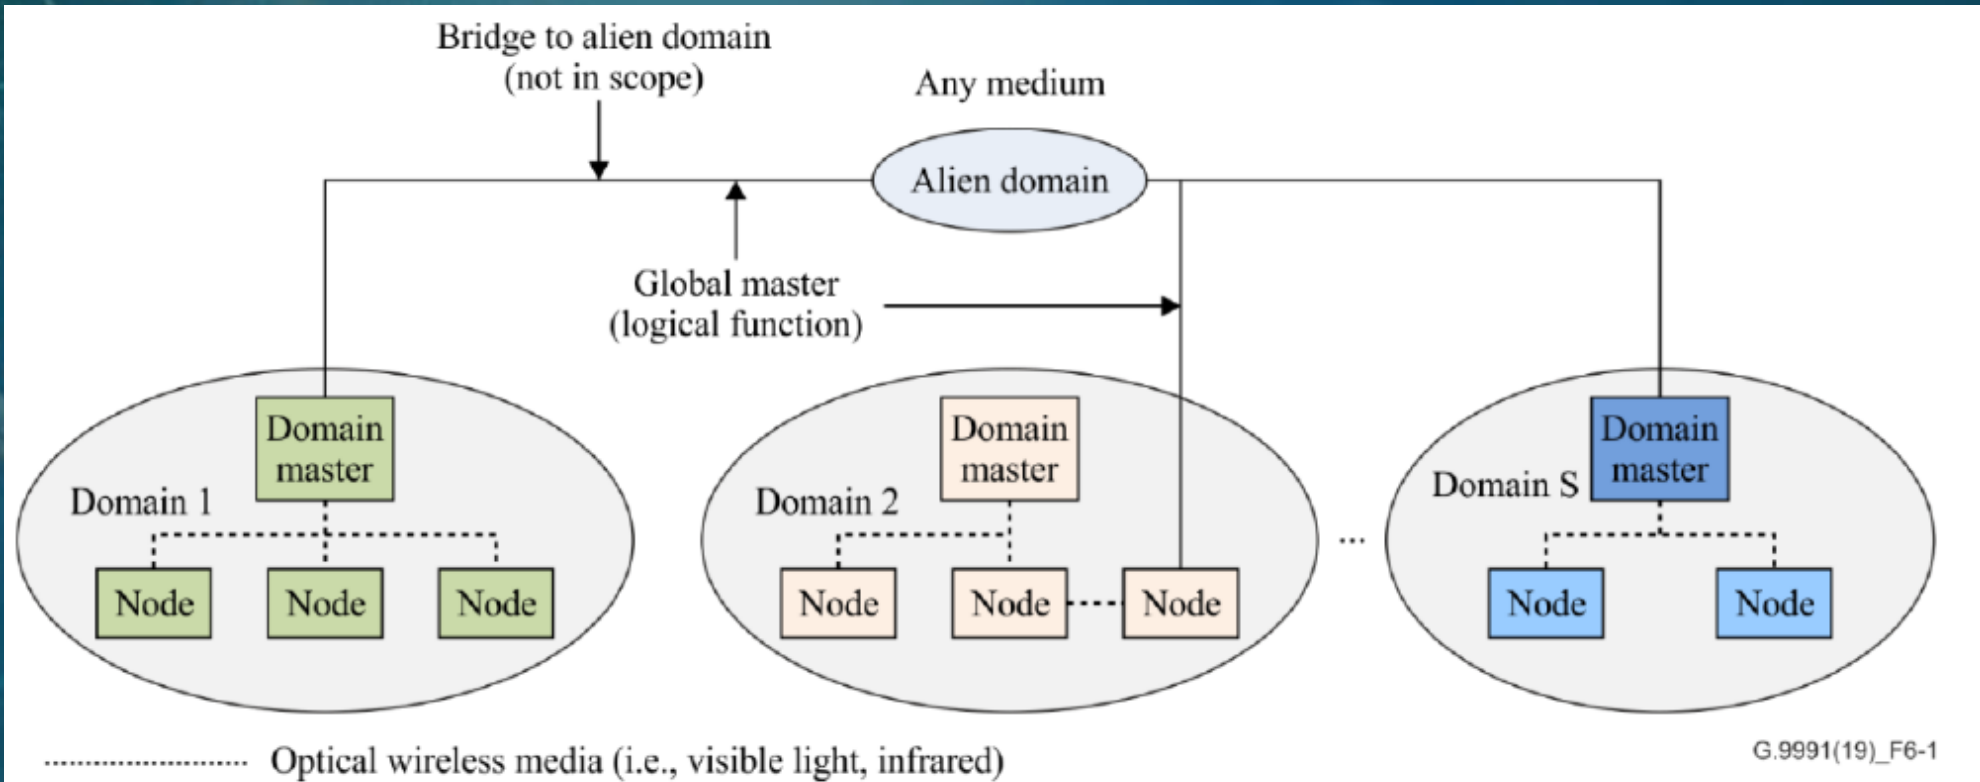 Bridge to alien domain
(not in scope)
Any medium
Alien domain
Global master
(logical function)
Domain
master
Domain 1
Node
Node
Node
Domain
master
Domain 2
Node
Node
Node
...
Domain
master
Domain S
Node
Node
Optical wireless media (i.e., visible light, infrared)
G.9991(19)_F6-1